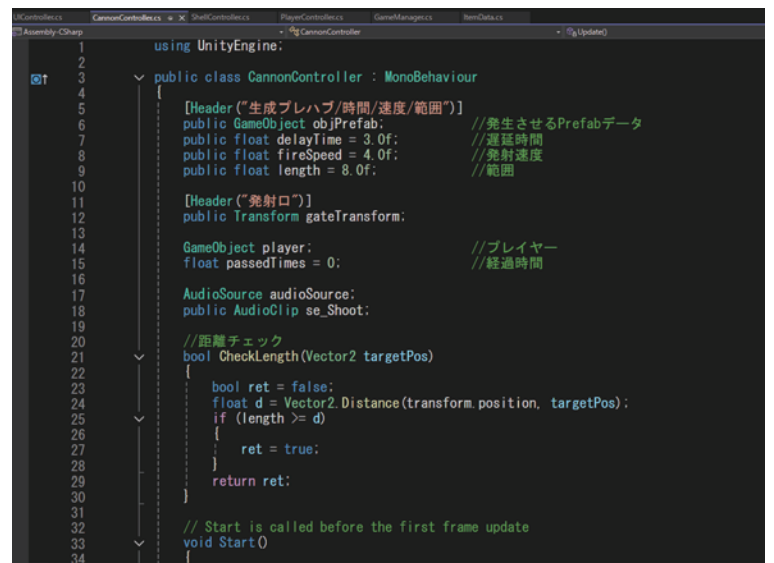 UIController.cs CannonController.cs ShellController.cs PlayerController.cs GameManager.cs ItemData.cs
Assembly-CSharp CannonController Update()
1 using UnityEngine;
2
3 public class CannonController : MonoBehaviour
4 {
5 [Header("生成プレハブ/時間/速度/範囲")]
6 public GameObject objPrefab; //発生させるPrefabデータ
7 public float delayTime = 3.0f; //遅延時間
8 public float fireSpeed = 4.0f; //発射速度
9 public float length = 8.0f; //範囲
10
11 [Header("発射口")]
12 public Transform gateTransform;
13
14 GameObject player; //プレイヤー
15 float passedTimes = 0; //経過時間
16
17 AudioSource audioSource;
18 public AudioClip se_Shoot;
19
20 //距離チェック
21 bool CheckLength(Vector2 targetPos)
22 {
23 bool ret = false;
24 float d = Vector2.Distance(transform.position, targetPos);
25 if (length >= d)
26 {
27 ret = true;
28 }
29 return ret;
30 }
31
32 // Start is called before the first frame update
33 void Start()
34 {